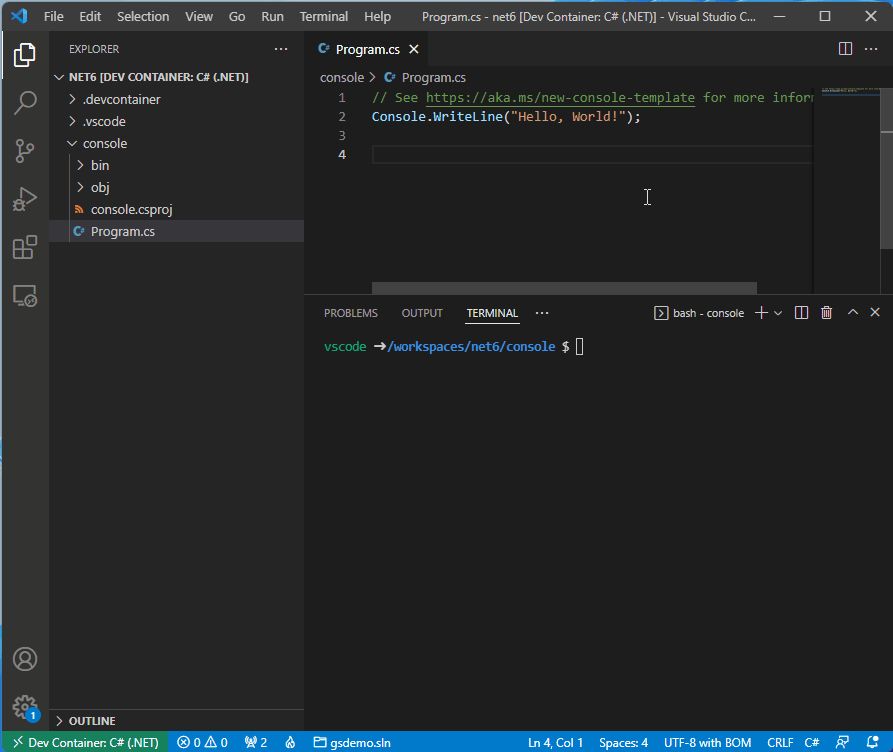 File Edit Selection View Go Run Terminal Help Program.cs - net6 [Dev Container: C# (.NET)] - Visual Studio C...
EXPLORER
NET6 [DEV CONTAINER: C# (.NET)]
.devcontainer
.vscode
console
bin
obj
console.csproj
C# Program.cs
OUTLINE
C# Program.cs
console > C# Program.cs
1 // See https://aka.ms/new-console-template for more infor
2 Console.WriteLine("Hello, World!");
3
4
PROBLEMS OUTPUT TERMINAL ... bash - console
vscode ➜/workspaces/net6/console $
1
Dev Container: C# (.NET) 0 0 2 gsdemo.sln Ln 4, Col 1 Spaces: 4 UTF-8 with BOM CRLF C#